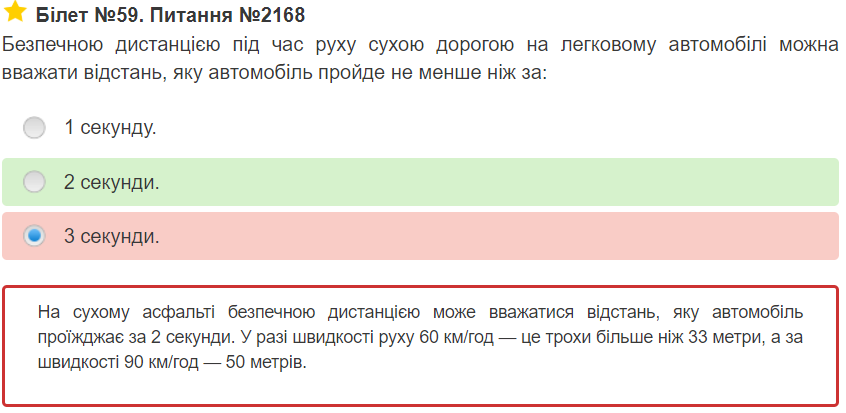 Білет №59. Питання №2168
Безпечною дистанцією під час руху сухою дорогою на легковому автомобілі можна
вважати відстань, яку автомобіль пройде не менше ніж за:
1 секунду.
2 секунди.
3 секунди.
На сухому асфальті безпечною дистанцією може вважатися відстань, яку автомобіль
проїжджає за 2 секунди. У разі швидкості руху 60 км/год — це трохи більше ніж 33 метри, а за
швидкості 90 км/год — 50 метрів.